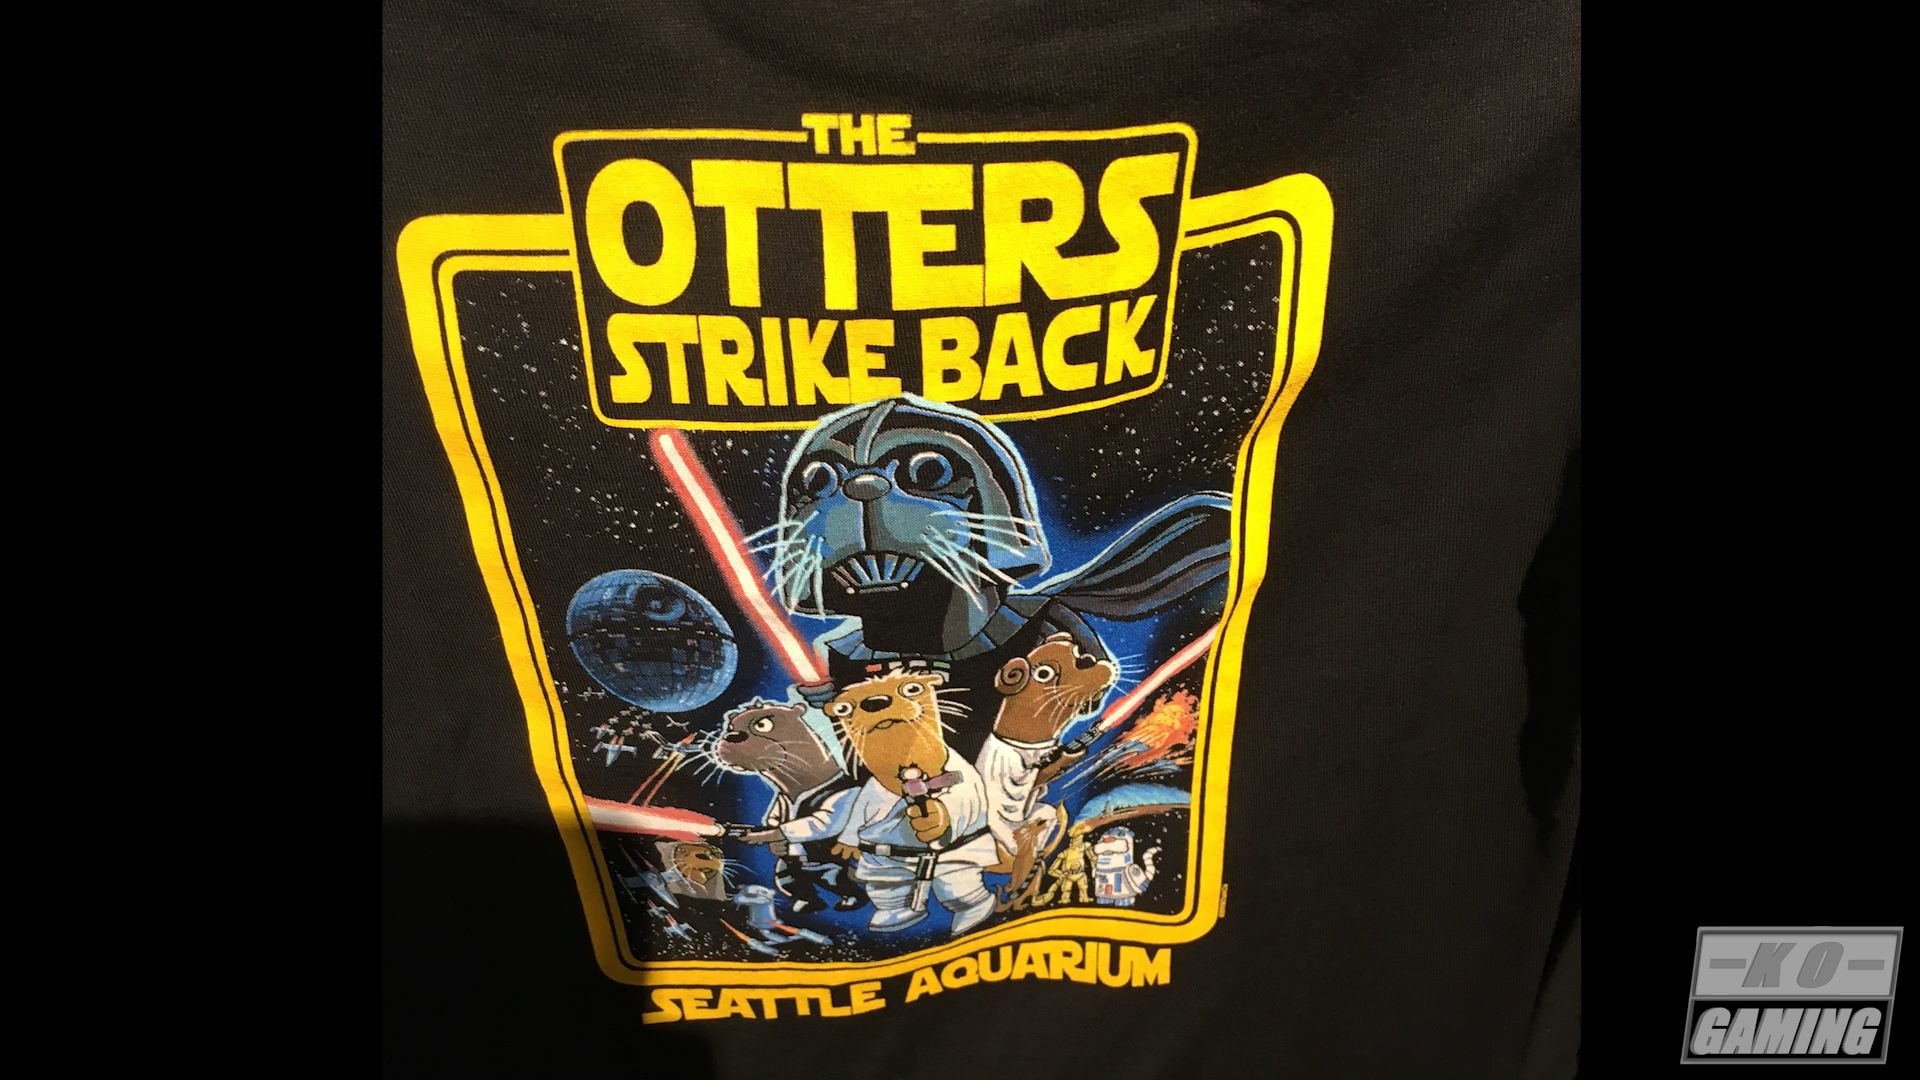 THE
OTTERS
STRIKE BACK
SEATTLE AQUARIUM
-KO-
GAMING